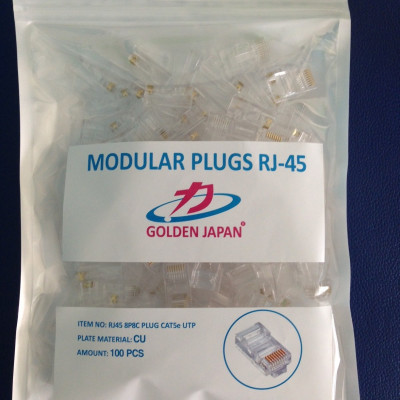 MODULAR PLUGS RJ-45
力
GOLDEN JAPAN
ITEM NO: RJ45 8P8C PLUG CAT5e UTP
PLATE MATERIAL: CU
AMOUNT: 100 PCS